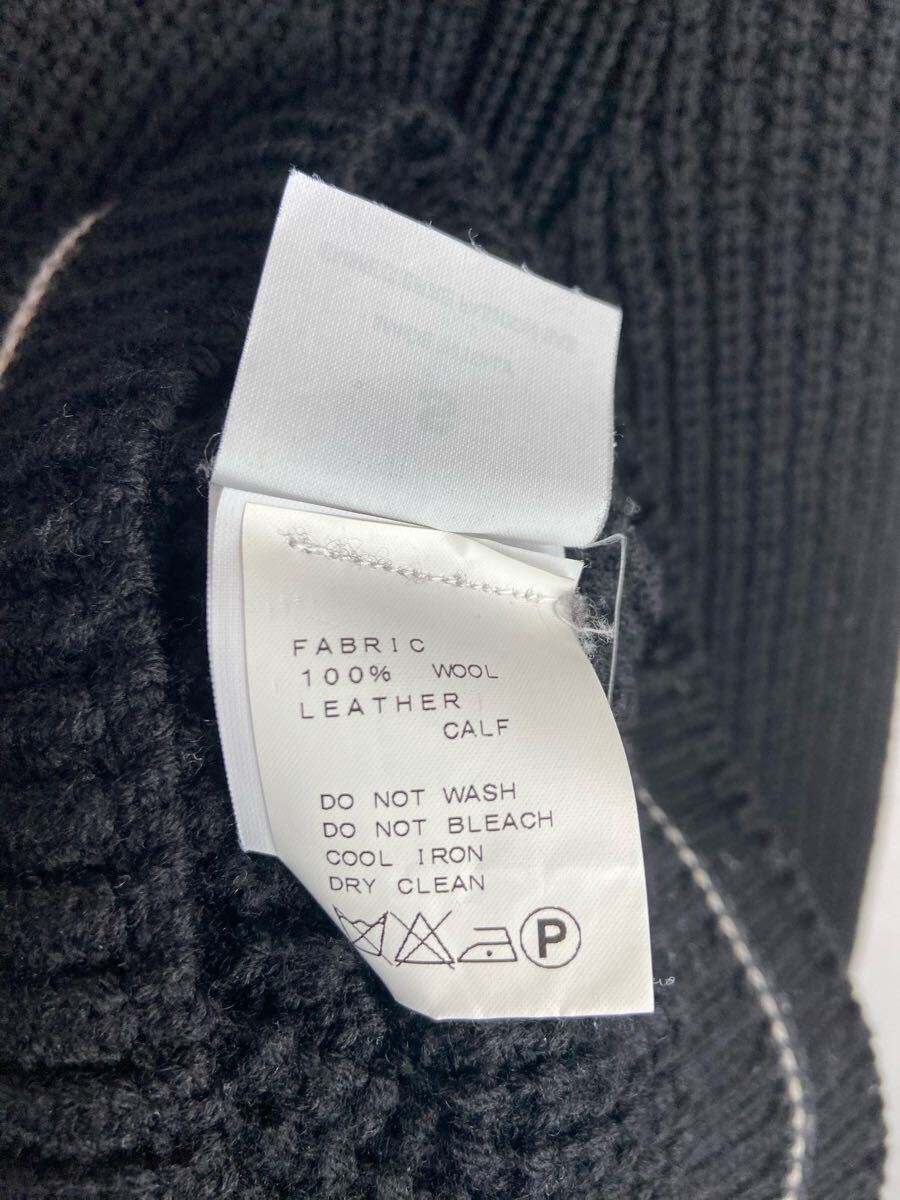 FABRIC
100% WOOL
LEATHER
CALF
DO NOT WASH
DO NOT BLEACH
COOL IRON
DRY CLEAN
P